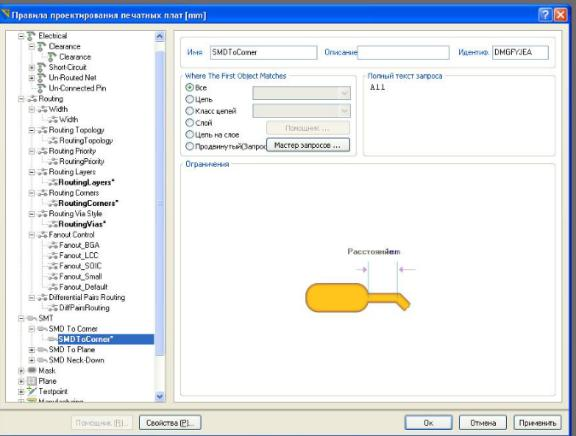 Правила проектирования печатных плат [mm]
Electrical
Clearance
Clearance
Short-Circuit
Un-Routed Net
Un-Connected Pin
Routing
Width
Width
Routing Topology
RoutingTopology
Routing Priority
RoutingPriority
Routing Layers
RoutingLayers*
Routing Corners
RoutingCorners*
Routing Via Style
RoutingVias*
Fanout Control
Fanout_BGA
Fanout_LCC
Fanout_SOIC
Fanout_Small
Fanout_Default
Differential Pairs Routing
DiffPairsRouting
SMT
SMD To Corner
SMDToCorner*
SMD To Plane
SMD Neck-Down
Mask
Plane
Testpoint
Manufacturing
Имя SMDToCorner Описание Идентиф. DMGFYJEA
Where The First Object Matches
Все
Цепь
Класс цепей
Слой
Цепь на слое
Продвинутый(Запрос
Помощник ...
Мастер запросов ...
Полный текст запроса
All
Ограничения
Расстояние
Помощник (R)...
Свойства (P)...
Ок
Отмена
Применить